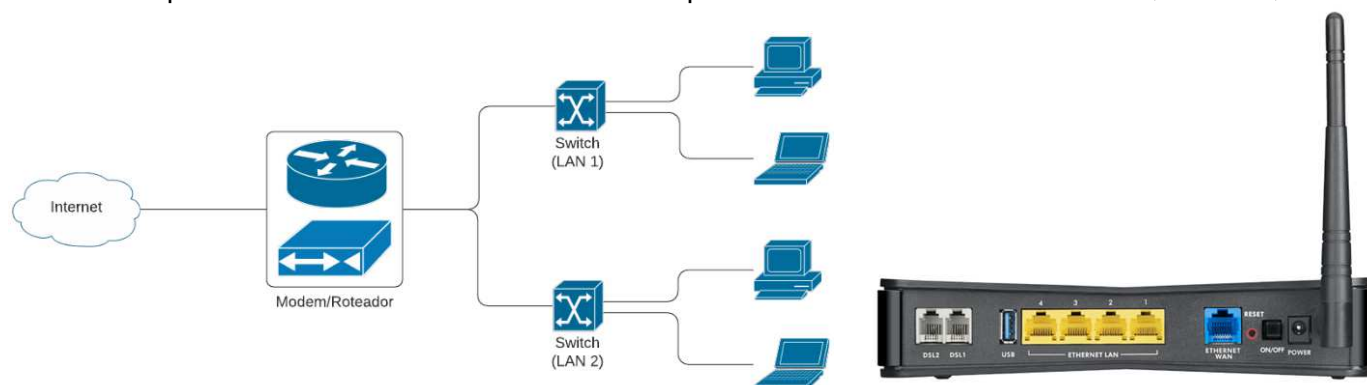 Internet
Modem/Roteador
Switch
(LAN 1)
Switch
(LAN 2)
DSL2
DSL1
USB
4
3
2
1
ETHERNET LAN
ETHERNET
WAN
RESET
ON/OFF
POWER